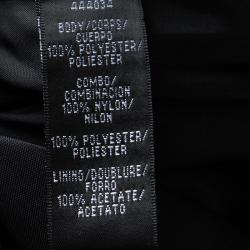 444034
BODY/CORPS/
CUERPO
100% POLYESTER/
POLIESTER
COMBO/
COMBINACION
100% NYLON/
NILON
100% POLYESTER/
POLIESTER
LINING/DOUBLURE/
FORRO
100% ACETATE/
ACETATO